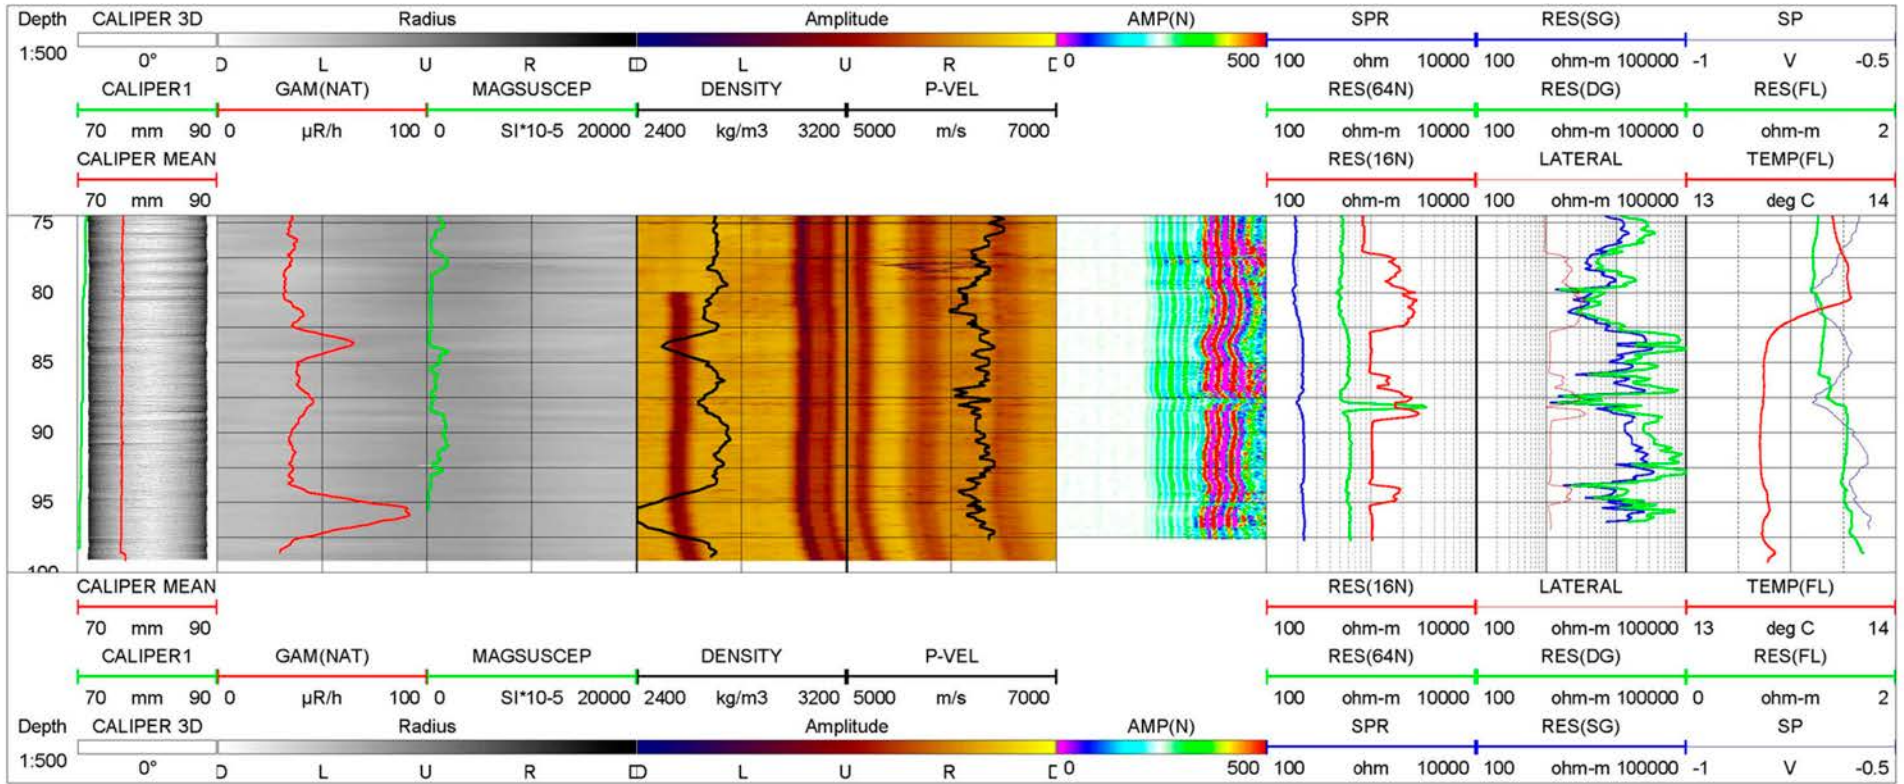 Depth CALIPER 3D Radius Amplitude AMP(N) SPR RES(SG) SP
1:500 0° D L U R D D L U R D 0 500 100 ohm 10000 100 ohm-m 100000 -1 V -0.5
CALIPER1 GAM(NAT) MAGSUSCEP DENSITY P-VEL RES(64N) RES(DG) RES(FL)
70 mm 90 0 µR/h 100 0 SI*10-5 20000 2400 kg/m3 3200 5000 m/s 7000 100 ohm-m 10000 100 ohm-m 100000 0 ohm-m 2
CALIPER MEAN RES(16N) LATERAL TEMP(FL)
70 mm 90 100 ohm-m 10000 100 ohm-m 100000 13 deg C 14
75
80
85
90
95
100
CALIPER MEAN RES(16N) LATERAL TEMP(FL)
70 mm 90 100 ohm-m 10000 100 ohm-m 100000 13 deg C 14
CALIPER1 GAM(NAT) MAGSUSCEP DENSITY P-VEL RES(64N) RES(DG) RES(FL)
70 mm 90 0 µR/h 100 0 SI*10-5 20000 2400 kg/m3 3200 5000 m/s 7000 100 ohm-m 10000 100 ohm-m 100000 0 ohm-m 2
Depth CALIPER 3D Radius Amplitude AMP(N) SPR RES(SG) SP
1:500 0° D L U R D D L U R D 0 500 100 ohm 10000 100 ohm-m 100000 -1 V -0.5